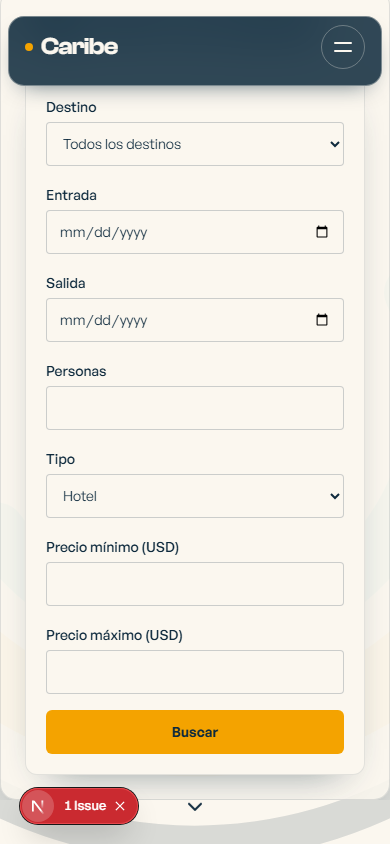 Caribe
Destino
Todos los destinos
Entrada
mm/dd/yyyy
Salida
mm/dd/yyyy
Personas
Tipo
Hotel
Precio mínimo (USD)
Precio máximo (USD)
Buscar
N 1 Issue